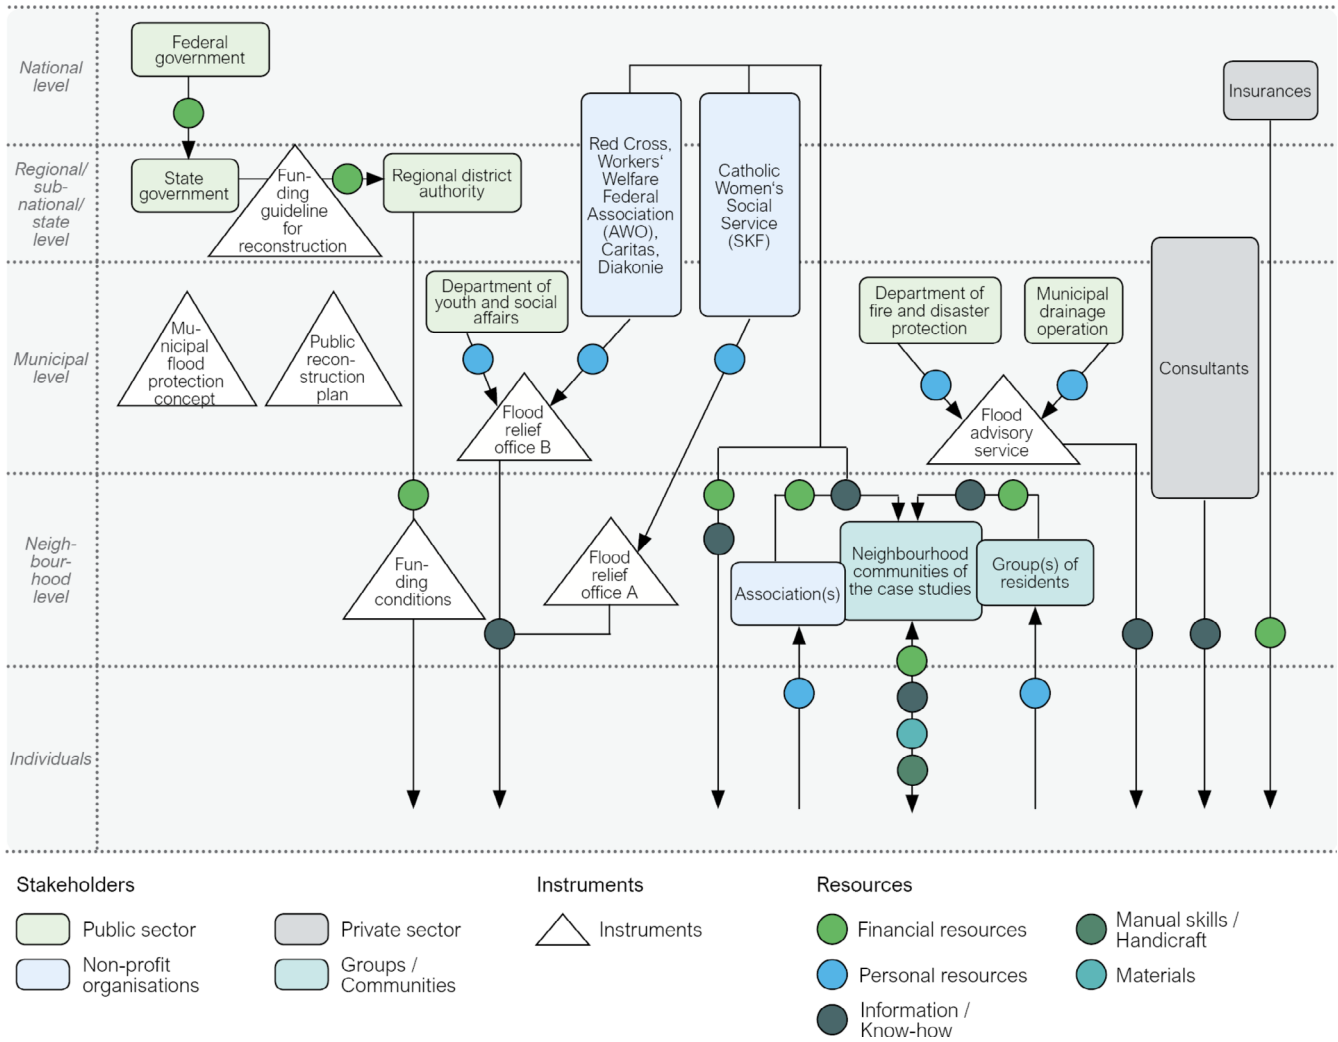 National
level
Federal
government
Insurances
Regional/
sub-
national/
state
level
State
government
Fun-
ding
guideline
for
reconstruction
Regional district
authority
Red Cross,
Workers‘
Welfare
Federal
Association
(AWO),
Caritas,
Diakonie
Catholic
Women‘s
Social
Service
(SKF)
Municipal
level
Mu-
nicipal
flood
protection
concept
Public
recon-
struction
plan
Department of
youth and social
affairs
Flood
relief
office B
Department of
fire and disaster
protection
Municipal
drainage
operation
Flood
advisory
service
Consultants
Neigh-
bour-
hood
level
Fun-
ding
conditions
Flood
relief
office A
Association(s)
Neighbourhood
communities of
the case studies
Group(s) of
residents
Individuals
Stakeholders
Public sector
Non-profit
organisations
Private sector
Groups /
Communities
Instruments
Instruments
Resources
Financial resources
Personal resources
Information /
Know-how
Manual skills /
Handicraft
Materials